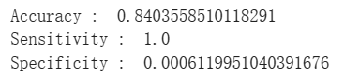 Accuracy :  0.8403558510118291
Sensitivity :  1.0
Specificity :  0.0006119951040391676